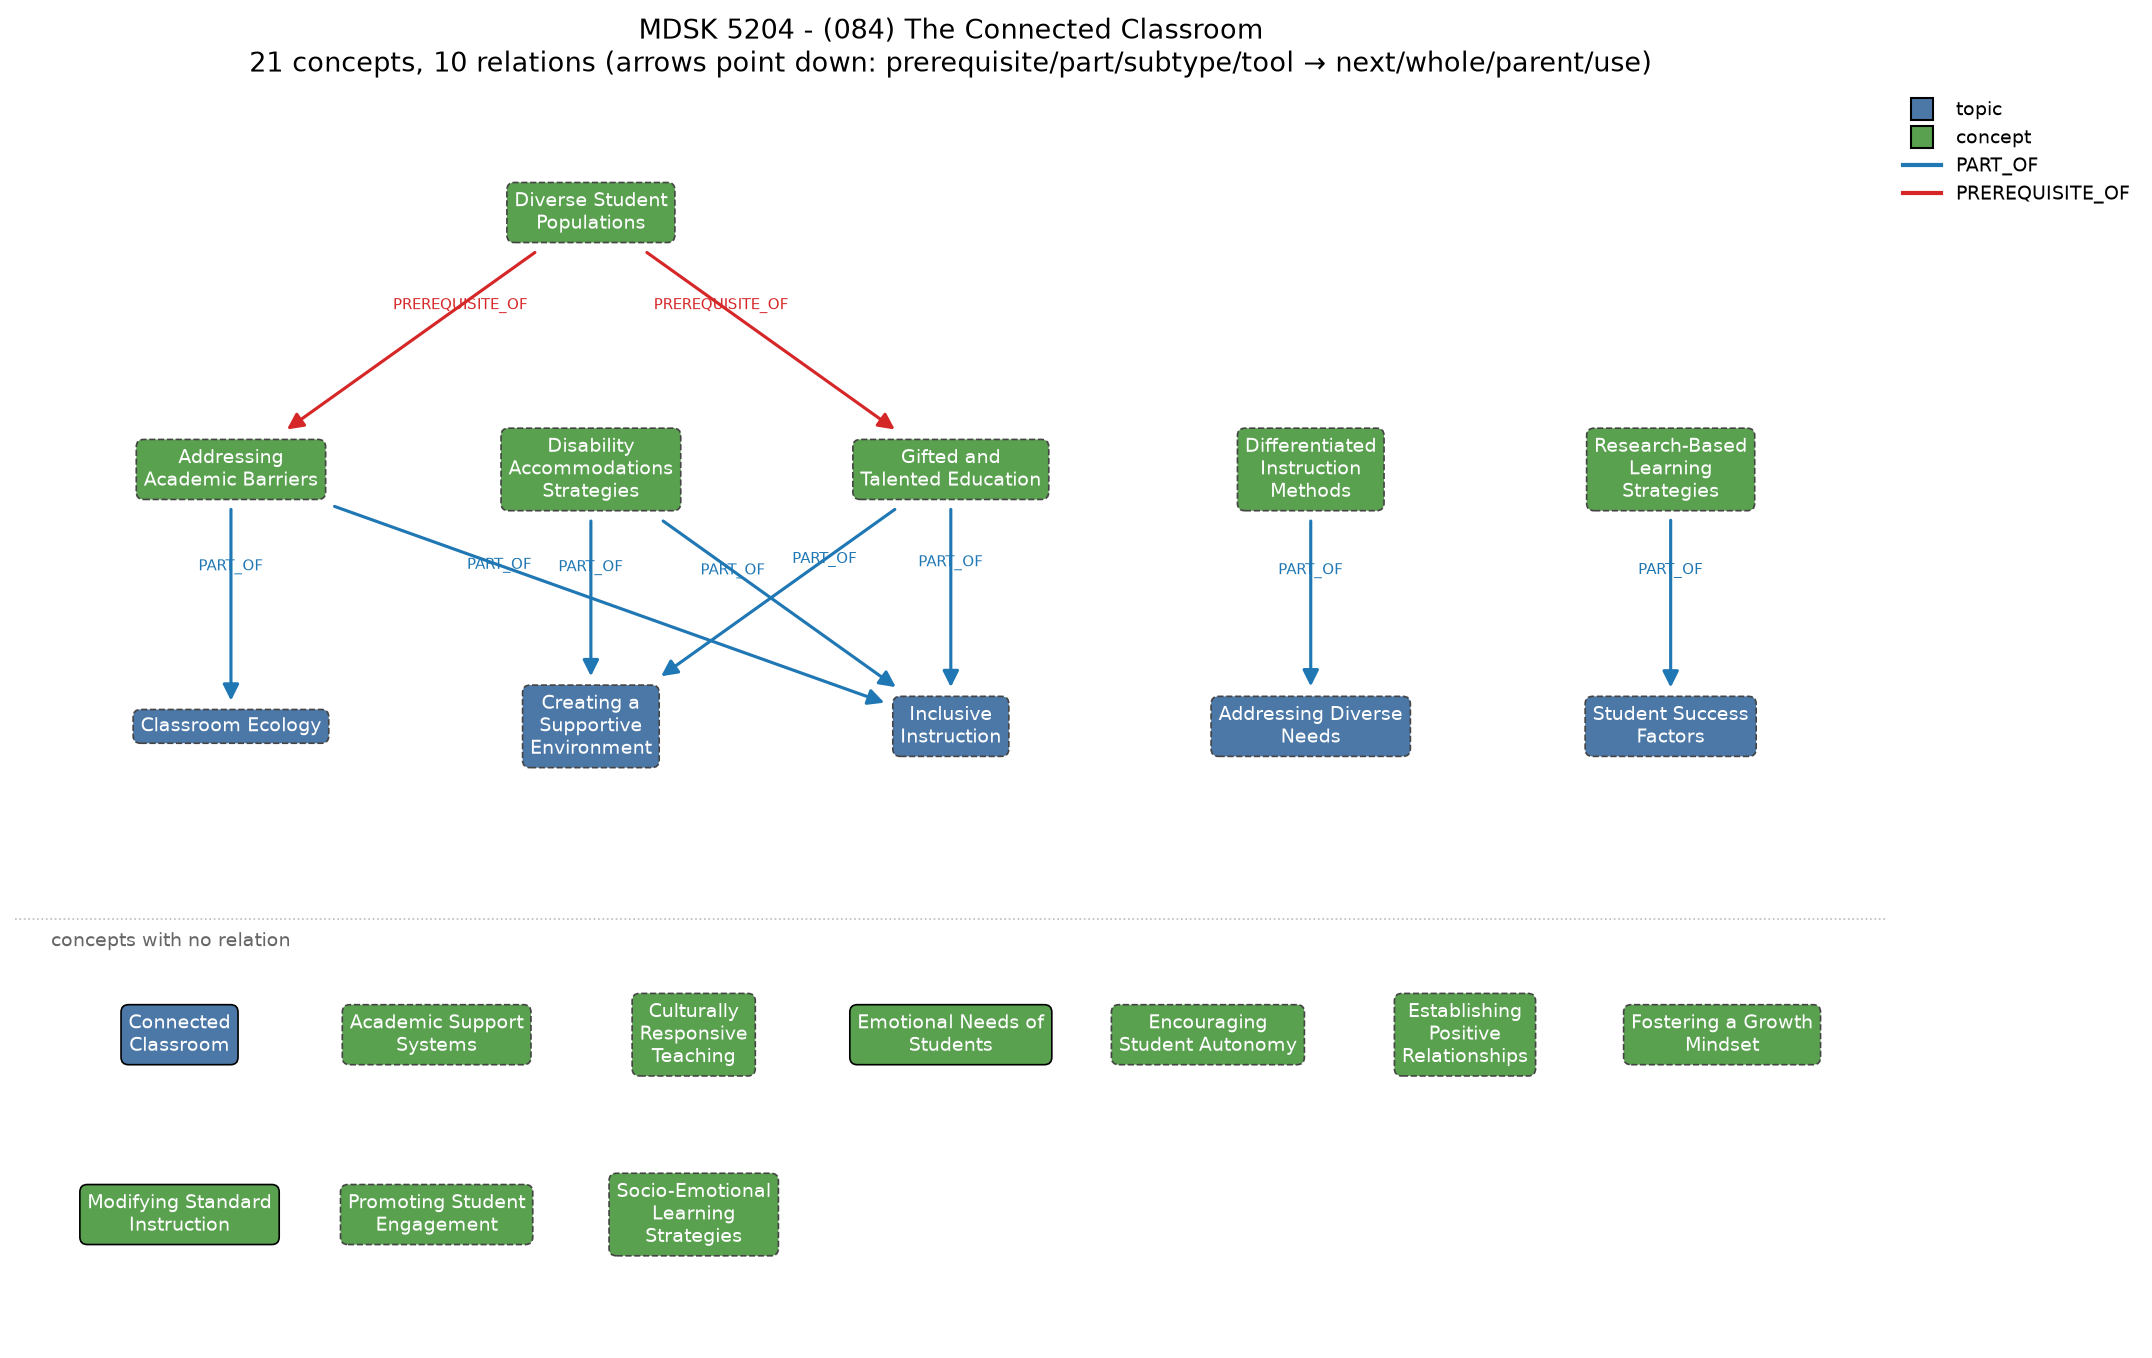 MDSK 5204 - (084) The Connected Classroom
21 concepts, 10 relations (arrows point down: prerequisite/part/subtype/tool → next/whole/parent/use)
topic
concept
PART_OF
PREREQUISITE_OF
Diverse Student
Populations
PREREQUISITE_OF
PREREQUISITE_OF
Addressing
Academic Barriers
Disability
Accommodations
Strategies
Gifted and
Talented Education
Differentiated
Instruction
Methods
Research-Based
Learning
Strategies
PART_OF
PART_OF
PART_OF
PART_OF
PART_OF
PART_OF
PART_OF
PART_OF
Classroom Ecology
Creating a
Supportive
Environment
Inclusive
Instruction
Addressing Diverse
Needs
Student Success
Factors
concepts with no relation
Connected
Classroom
Academic Support
Systems
Culturally
Responsive
Teaching
Emotional Needs of
Students
Encouraging
Student Autonomy
Establishing
Positive
Relationships
Fostering a Growth
Mindset
Modifying Standard
Instruction
Promoting Student
Engagement
Socio-Emotional
Learning
Strategies